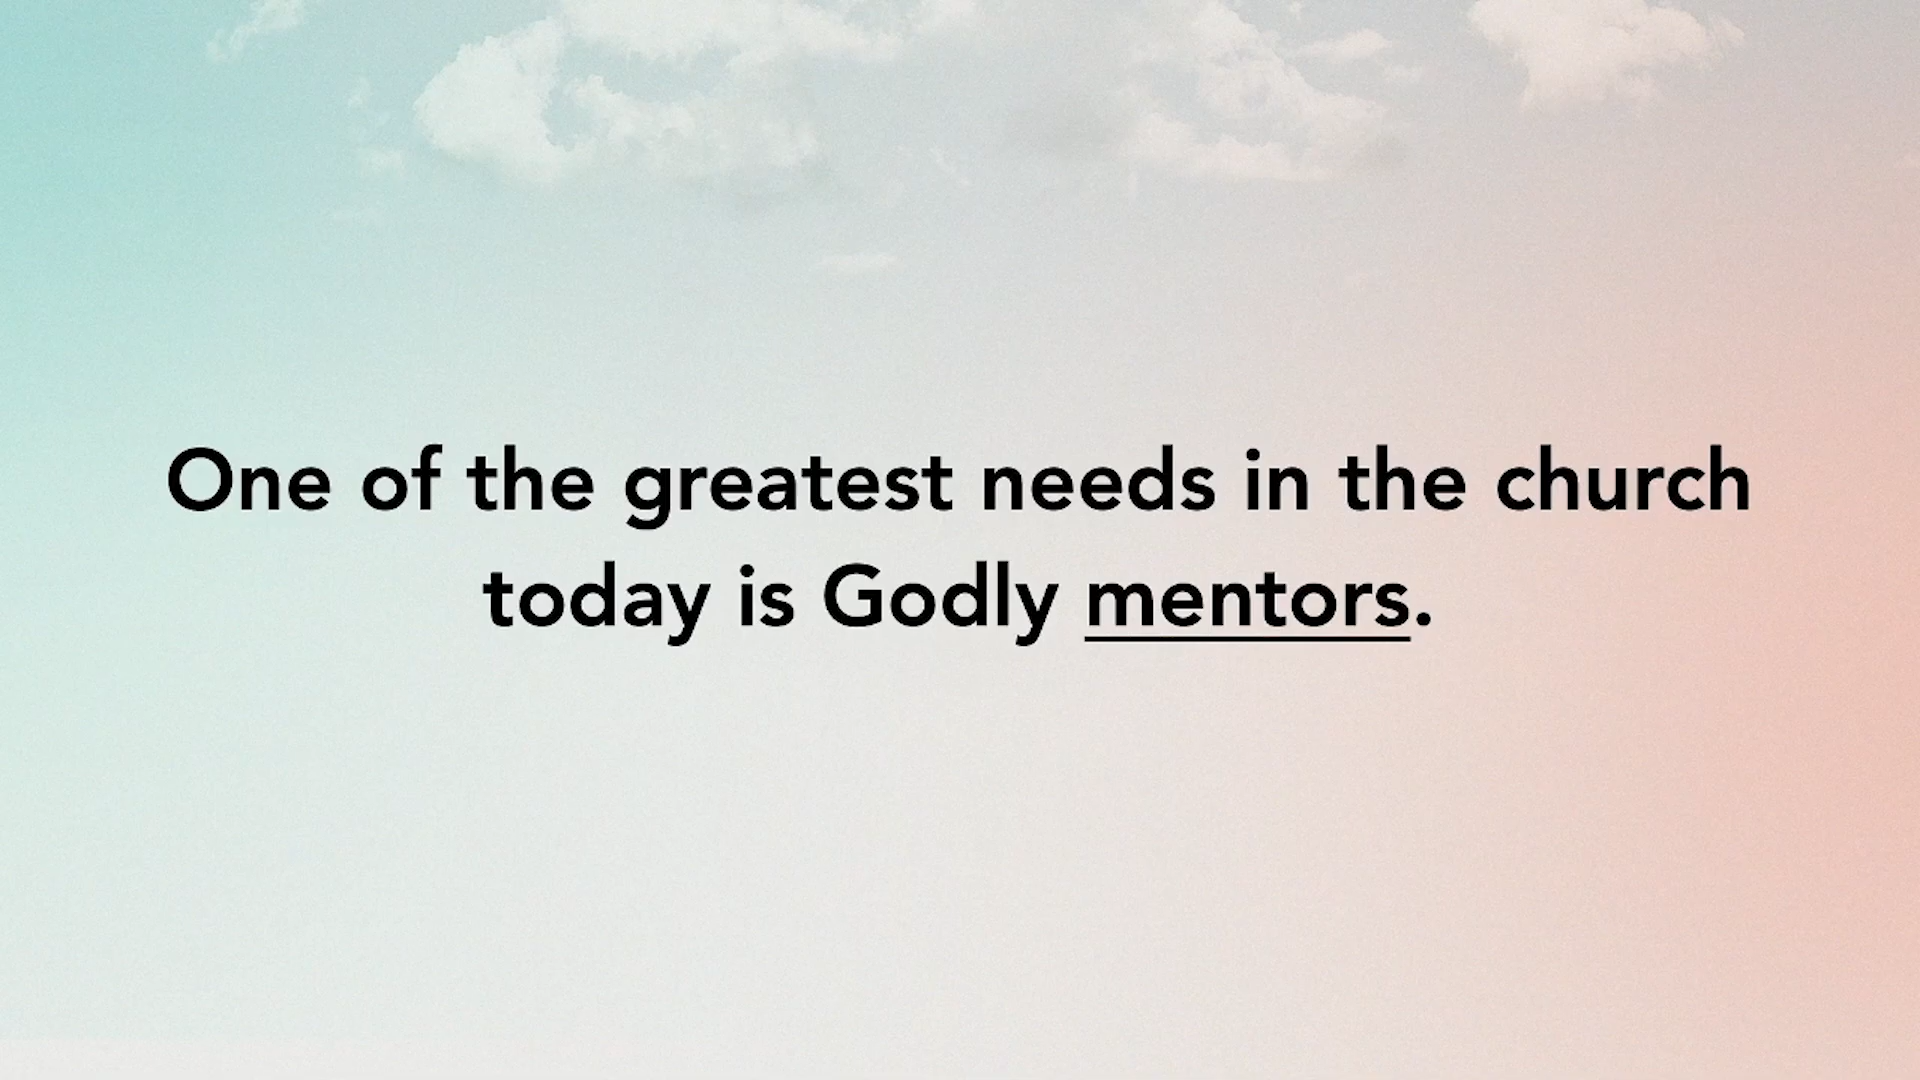 One of the greatest needs in the church
today is Godly mentors.